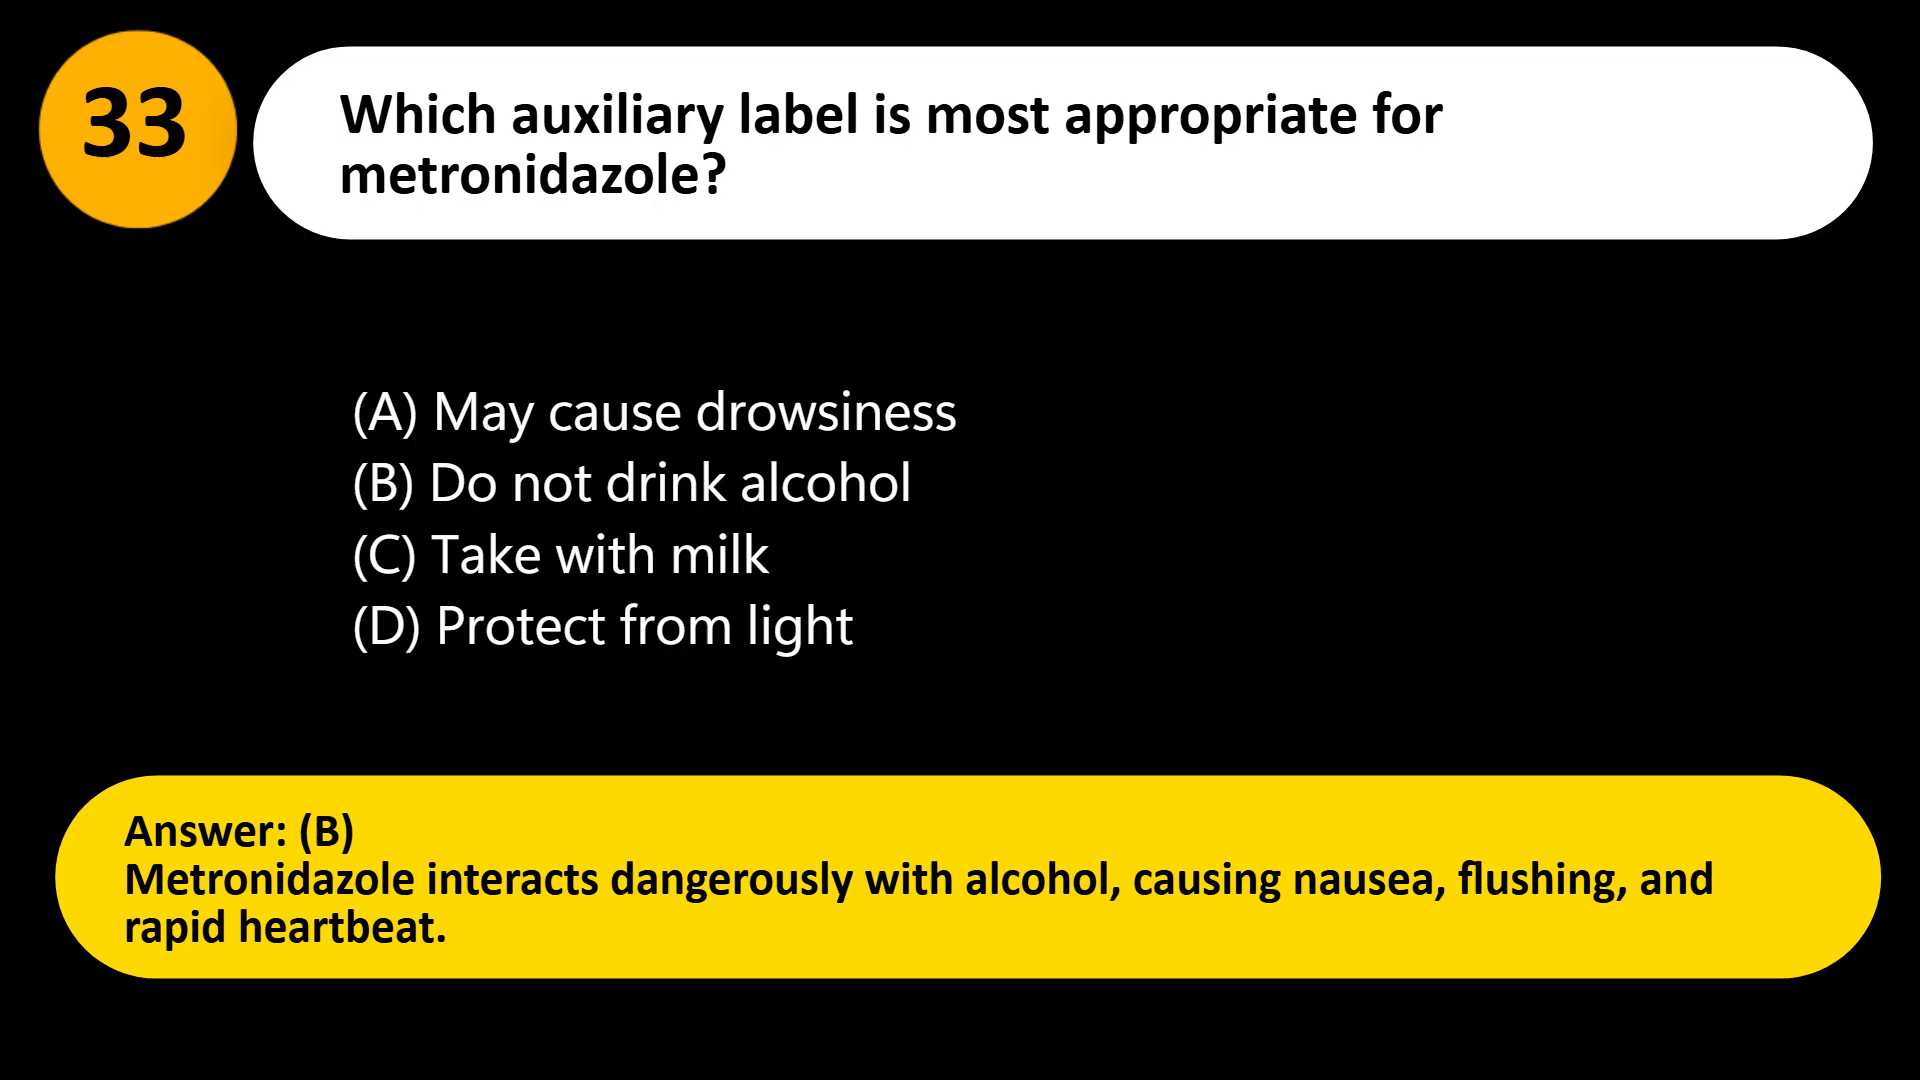 33
Which auxiliary label is most appropriate for
metronidazole?
(A) May cause drowsiness
(B) Do not drink alcohol
(C) Take with milk
(D) Protect from light
Answer: (B)
Metronidazole interacts dangerously with alcohol, causing nausea, flushing, and
rapid heartbeat.